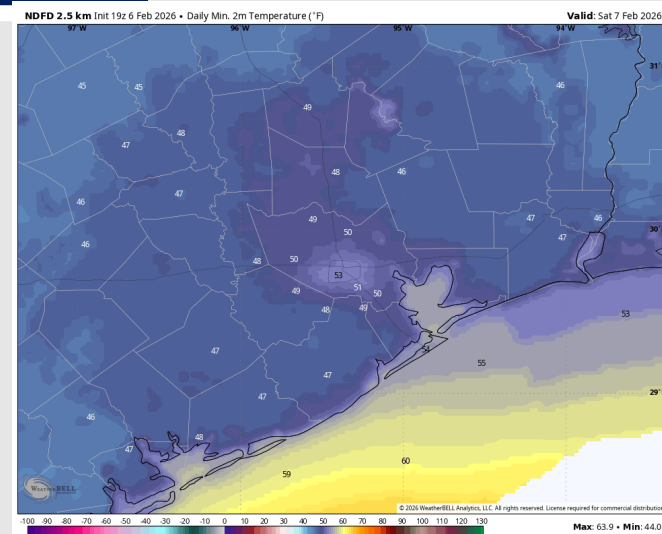 NDFD 2.5 km Init 19z 6 Feb 2026 • Daily Min. 2m Temperature (°F)
Valid: Sat 7 Feb 2026
97°W 96°W 95°W 94°W
31°
45 45 46
49
48
47
48 46
47
46
49 47 46
50 47 30°
46
48 50
53
49 51 50
48 49
53
54
47 55
47
29°
47
46
48
47
60
59
WeatherBELL
© 2026 WeatherBELL Analytics, LLC. All rights reserved. License required for commercial distribution
-100 -90 -80 -70 -60 -50 -40 -30 -20 -10 0 10 20 30 40 50 60 70 80 90 100 110 120 130
Max: 63.9 • Min: 44.0